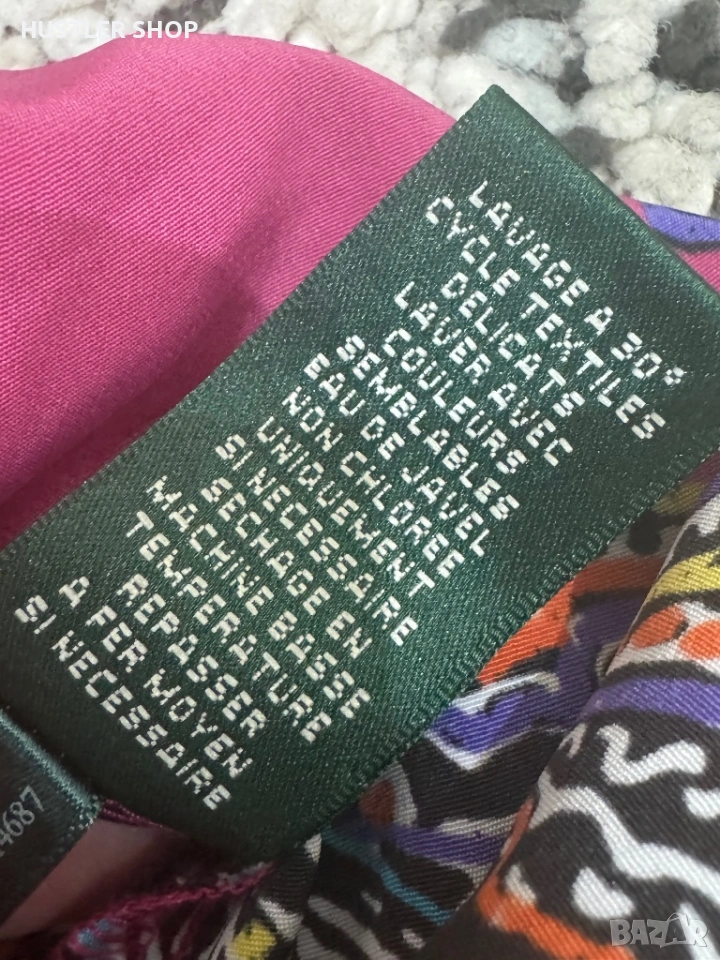 HUSTLER SHOP
LAVAGE A 30°
CYCLE TEXTILES
DELICATS
LAVER AVEC
COULEURS
SEMBLABLES
EAU DE JAVEL
NON CHLOREE
UNIQUEMENT
SI NECESSAIRE
SECHAGE EN
MACHINE BASSE
TEMPERATURE
REPASSER
A FER MOYEN
SI NECESSAIRE
4687
BAZAR